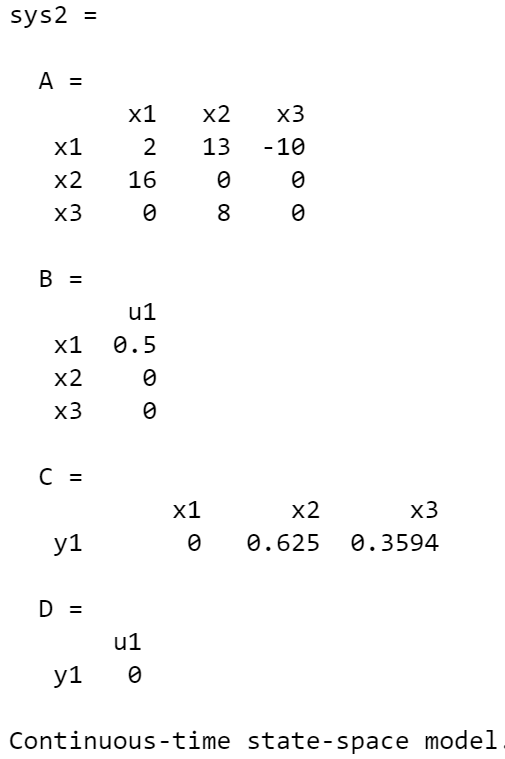 sys2 =
A =
x1 x2 x3
x1 2 13 -10
x2 16 0 0
x3 0 8 0
B =
u1
x1 0.5
x2 0
x3 0
C =
x1 x2 x3
y1 0 0.625 0.3594
D =
u1
y1 0
Continuous-time state-space model.